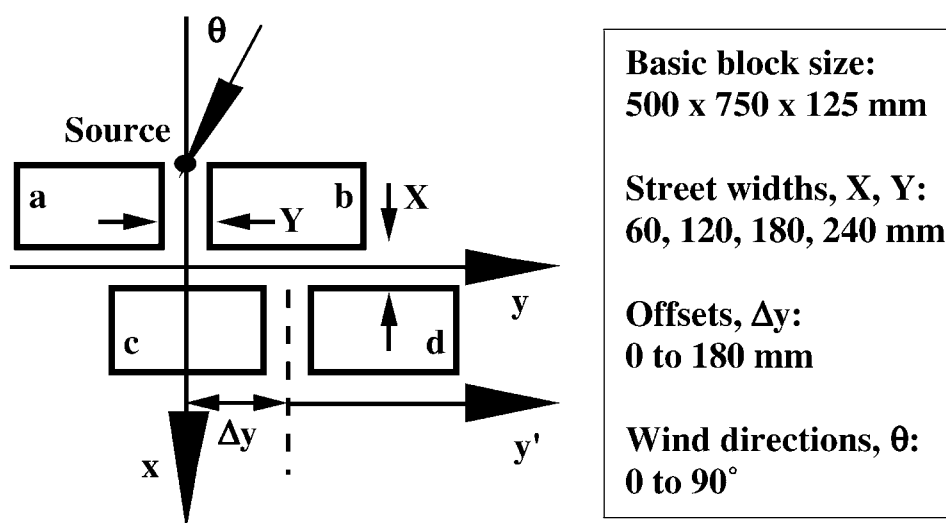 θ
Source
a
b
X
Y
y
c
d
Δy
y'
x
Basic block size:
500 x 750 x 125 mm
Street widths, X, Y:
60, 120, 180, 240 mm
Offsets, Δy:
0 to 180 mm
Wind directions, θ:
0 to 90°